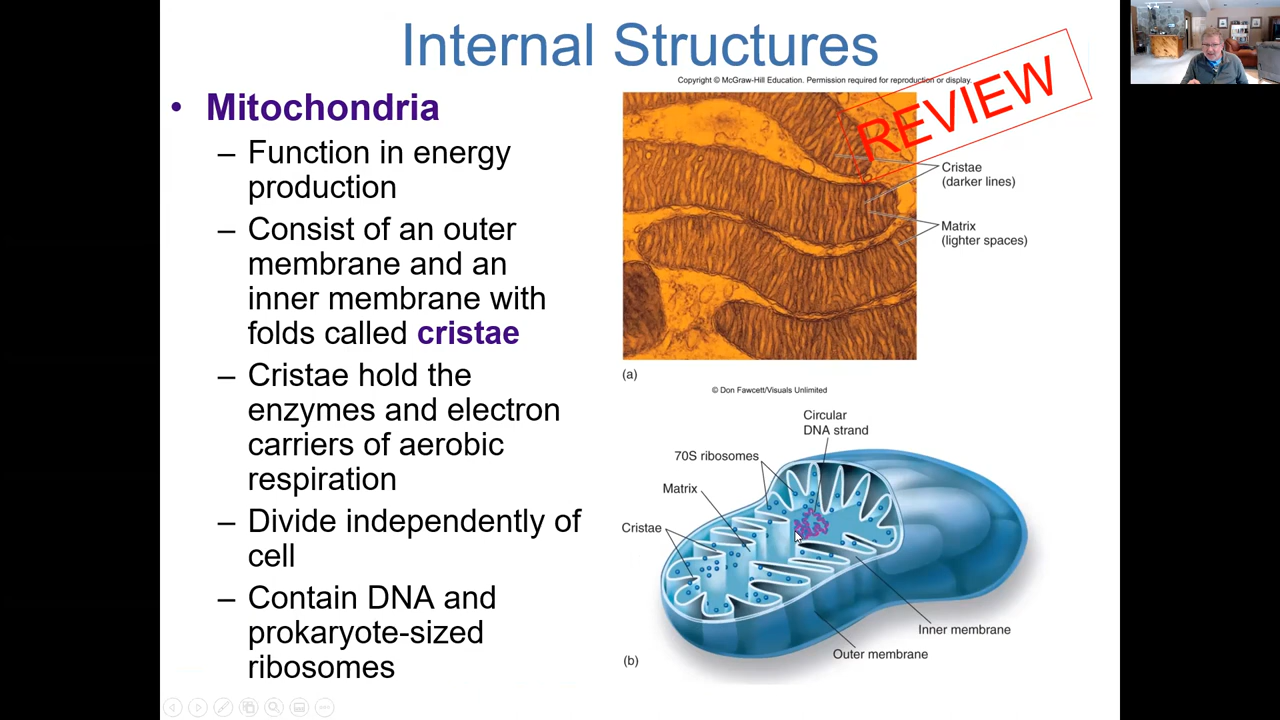 Internal Structures
• Mitochondria
– Function in energy
production
– Consist of an outer
membrane and an
inner membrane with
folds called cristae
– Cristae hold the
enzymes and electron
carriers of aerobic
respiration
– Divide independently of
cell
– Contain DNA and
prokaryote-sized
ribosomes
Copyright © McGraw-Hill Education. Permission required for reproduction or display.
REVIEW
Cristae
(darker lines)
Matrix
(lighter spaces)
(a)
© Don Fawcett/Visuals Unlimited
Circular
DNA strand
70S ribosomes
Matrix
Cristae
Inner membrane
Outer membrane
(b)